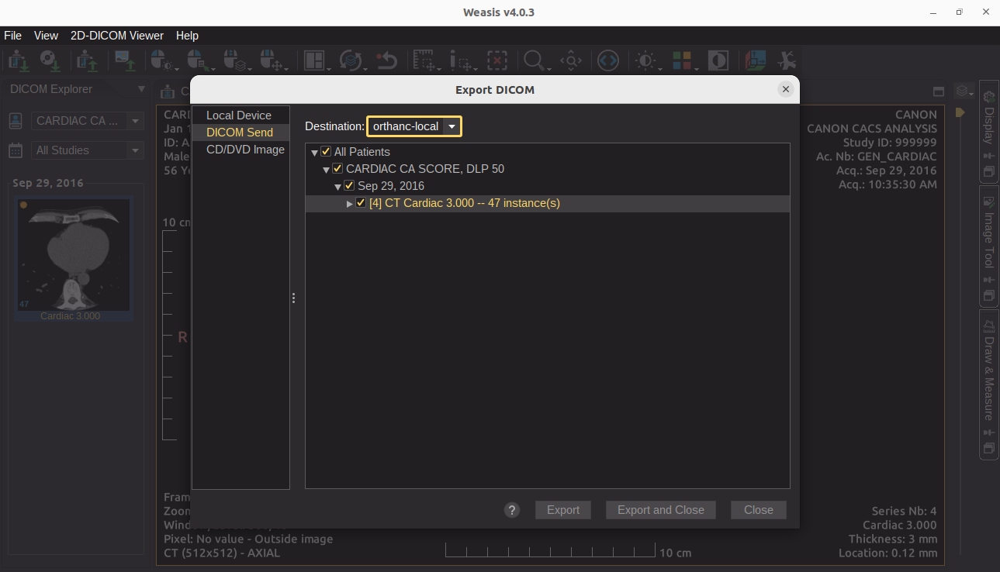 Weasis v4.0.3
File View 2D-DICOM Viewer Help
Export DICOM
DICOM Explorer
CARDIAC CA ...
All Studies
Sep 29, 2016
47
Cardiac 3.000
Local Device
DICOM Send
CD/DVD Image
Destination: orthanc-local
All Patients
CARDIAC CA SCORE, DLP 50
Sep 29, 2016
[4] CT Cardiac 3.000 -- 47 instance(s)
? Export Export and Close Close
CARD
Jan 1
ID: A
Male
56 Ye
10 cm
R
CANON
CANON CACS ANALYSIS
Study ID: 999999
Ac. Nb: GEN_CARDIAC
Acq.: Sep 29, 2016
Acq.: 10:35:30 AM
Fram
Zoon
Pixel: No value - Outside image
CT (512x512) - AXIAL
10 cm
Series Nb: 4
Cardiac 3.000
Thickness: 3 mm
Location: 0.12 mm
Display
Image Tool
Draw & Measure